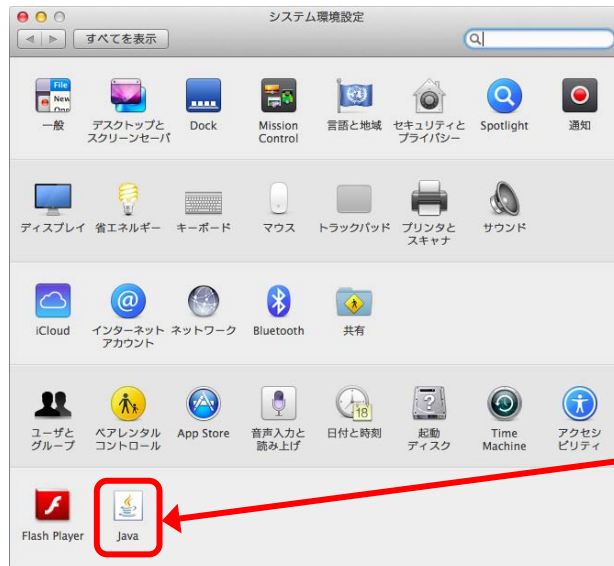 システム環境設定
すべてを表示
File
New
一般
デスクトップと
スクリーンセーバ
Dock
Mission
Control
言語と地域
セキュリティと
プライバシー
Spotlight
通知
ディスプレイ
省エネルギー
キーボード
マウス
トラックパッド
プリンタと
スキャナ
サウンド
iCloud
インターネット
アカウント
ネットワーク
Bluetooth
共有
ユーザと
グループ
ペアレンタル
コントロール
App Store
音声入力と
読み上げ
18
日付と時刻
起動
ディスク
Time
Machine
アクセシ
ビリティ
Flash Player
Java